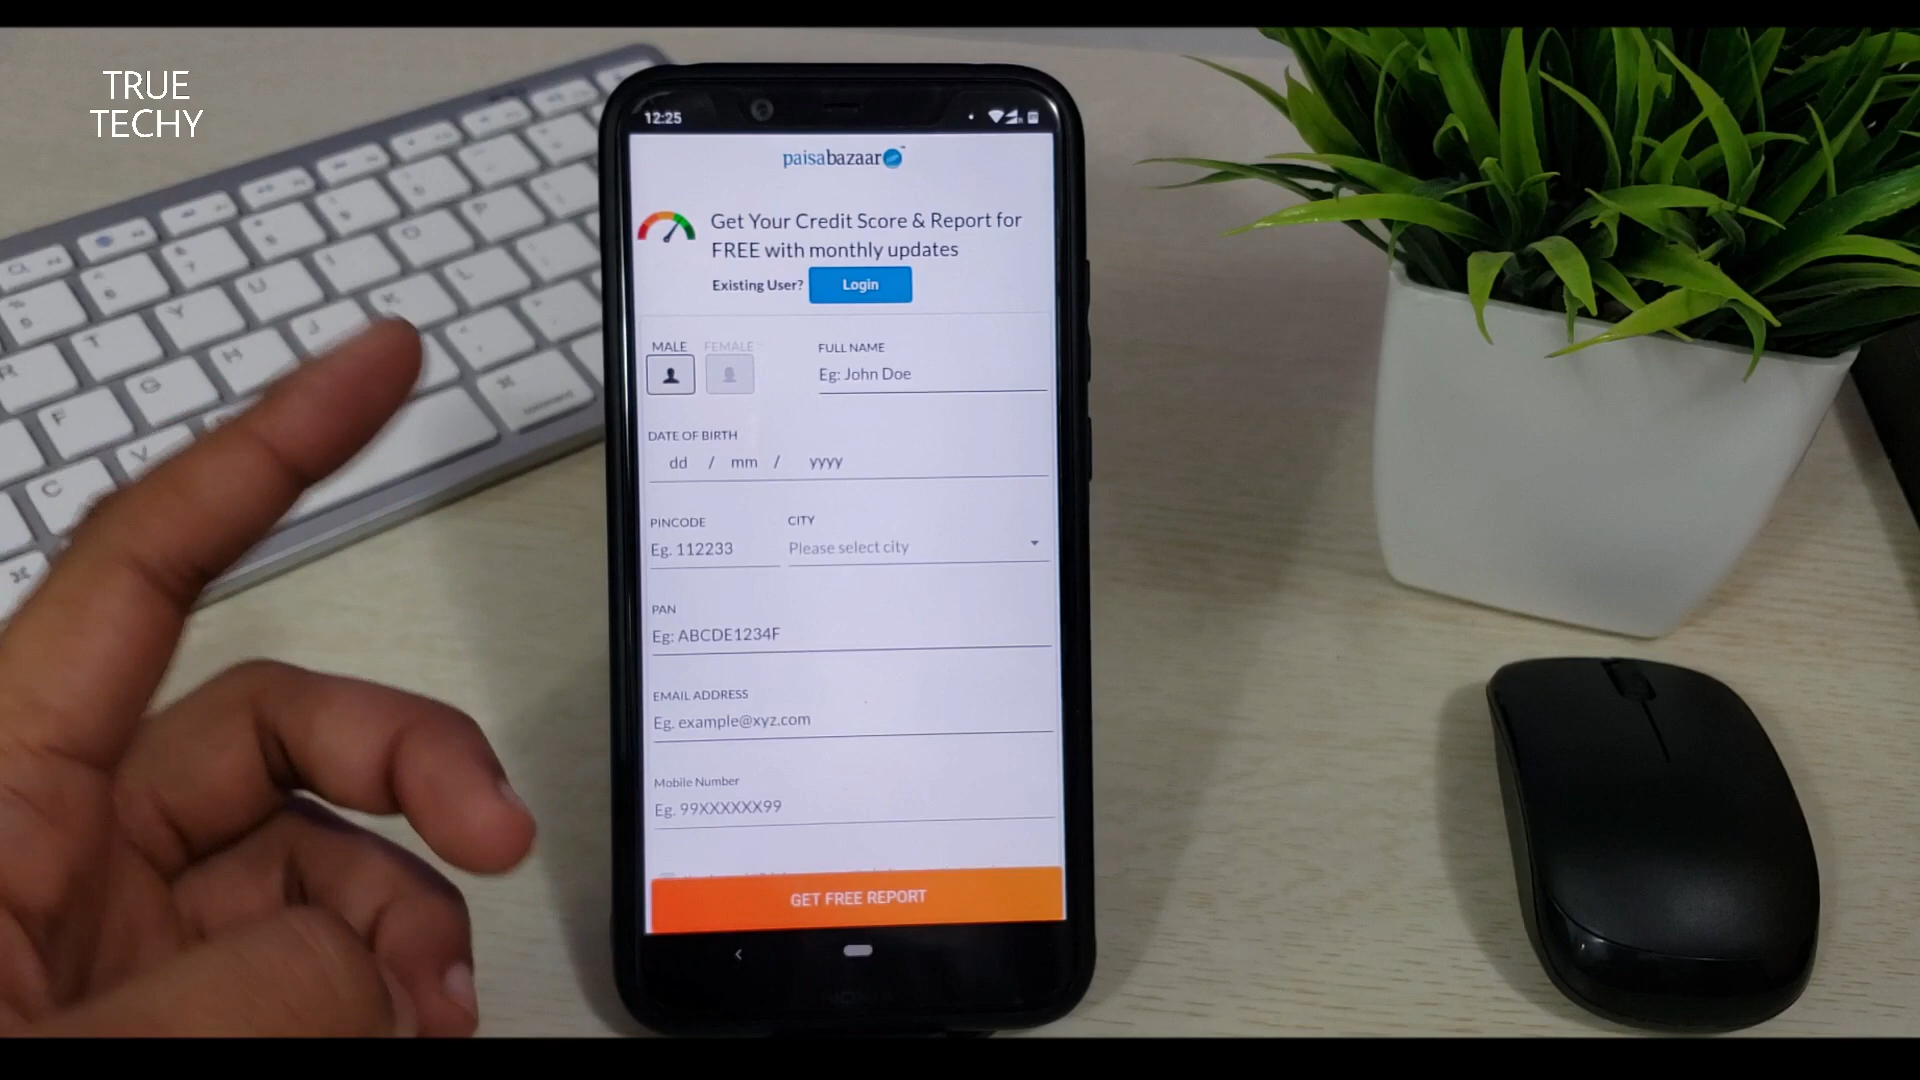 TRUE
TECHY
12:25
paisabazaar
Get Your Credit Score & Report for
FREE with monthly updates
Existing User? Login
MALE FEMALE
FULL NAME
Eg: John Doe
DATE OF BIRTH
dd / mm / yyyy
PINCODE CITY
Eg. 112233 Please select city
PAN
Eg: ABCDE1234F
EMAIL ADDRESS
Eg. example@xyz.com
Mobile Number
Eg. 99XXXXXX99
GET FREE REPORT
NOKIA
R
T
Y
U
O
P
F
G
H
J
K
L
C
V
command